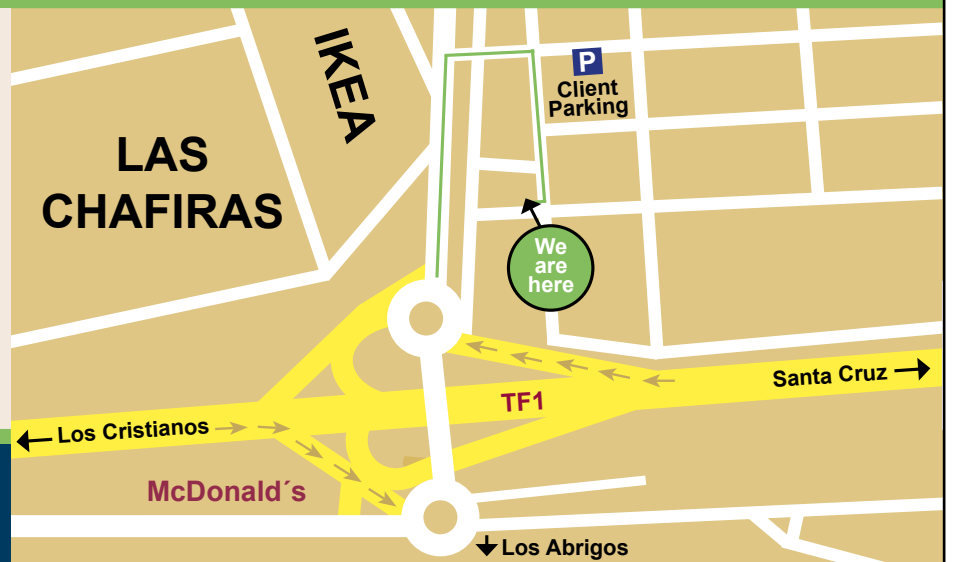 IKEA
P
Client
Parking
LAS
CHAFIRAS
We
are
here
Santa Cruz
TF1
Los Cristianos
McDonald´s
Los Abrigos